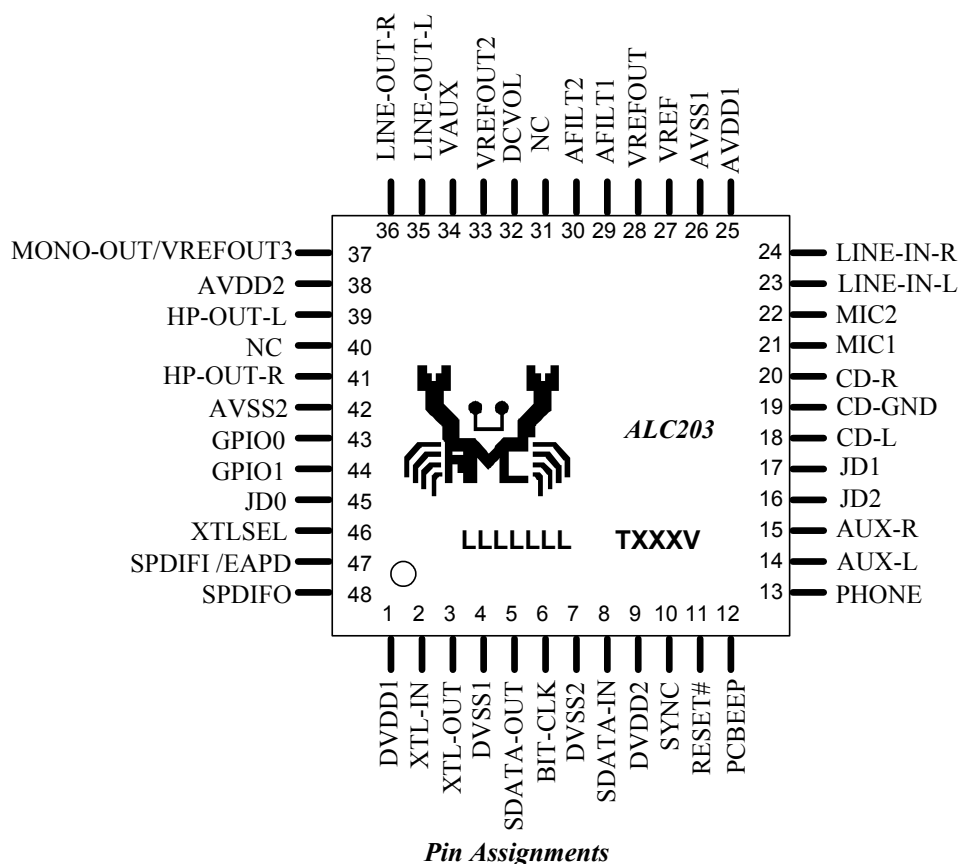 LINE-OUT-R
LINE-OUT-L
VAUX
VREFOUT2
DCVOL
NC
AFILT2
AFILT1
VREFOUT
VREF
AVSS1
AVDD1
36 35 34 33 32 31 30 29 28 27 26 25
MONO-OUT/VREFOUT3 37
AVDD2 38
HP-OUT-L 39
NC 40
HP-OUT-R 41
AVSS2 42
GPIO0 43
GPIO1 44
JD0 45
XTLSEL 46
SPDIFI /EAPD 47
SPDIFO 48
24 LINE-IN-R
23 LINE-IN-L
22 MIC2
21 MIC1
20 CD-R
19 CD-GND
18 CD-L
17 JD1
16 JD2
15 AUX-R
14 AUX-L
13 PHONE
ALC203
LLLLLLL TXXXV
1 2 3 4 5 6 7 8 9 10 11 12
DVDD1
XTL-IN
XTL-OUT
DVSS1
SDATA-OUT
BIT-CLK
DVSS2
SDATA-IN
DVDD2
SYNC
RESET#
PCBEEP
Pin Assignments